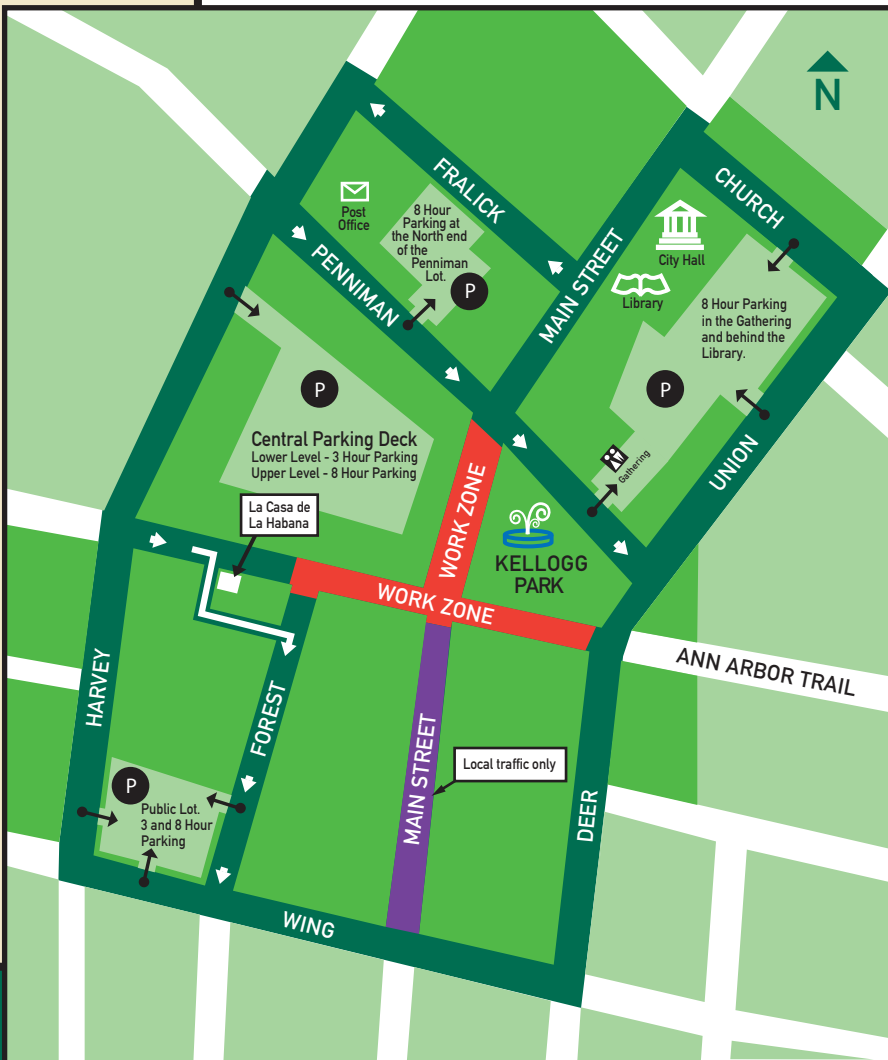 N
FRALICK
CHURCH
Post
Office
8 Hour
Parking at
the North end
of the
Penniman
Lot.
P
PENNIMAN
MAIN STREET
City Hall
Library
8 Hour Parking
in the Gathering
and behind the
Library.
P
P
Central Parking Deck
Lower Level - 3 Hour Parking
Upper Level - 8 Hour Parking
Gathering
UNION
La Casa de
La Habana
WORK ZONE
KELLOGG
PARK
WORK ZONE
ANN ARBOR TRAIL
HARVEY
FOREST
MAIN STREET
Local traffic only
DEER
P
Public Lot.
3 and 8 Hour
Parking
WING